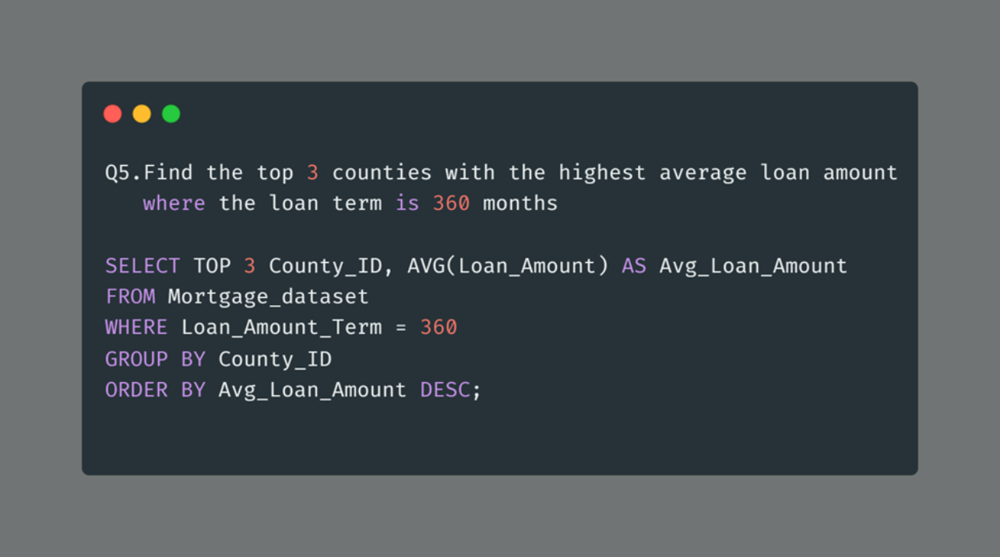 Q5.Find the top 3 counties with the highest average loan amount
where the loan term is 360 months
SELECT TOP 3 County_ID, AVG(Loan_Amount) AS Avg_Loan_Amount
FROM Mortgage_dataset
WHERE Loan_Amount_Term = 360
GROUP BY County_ID
ORDER BY Avg_Loan_Amount DESC;